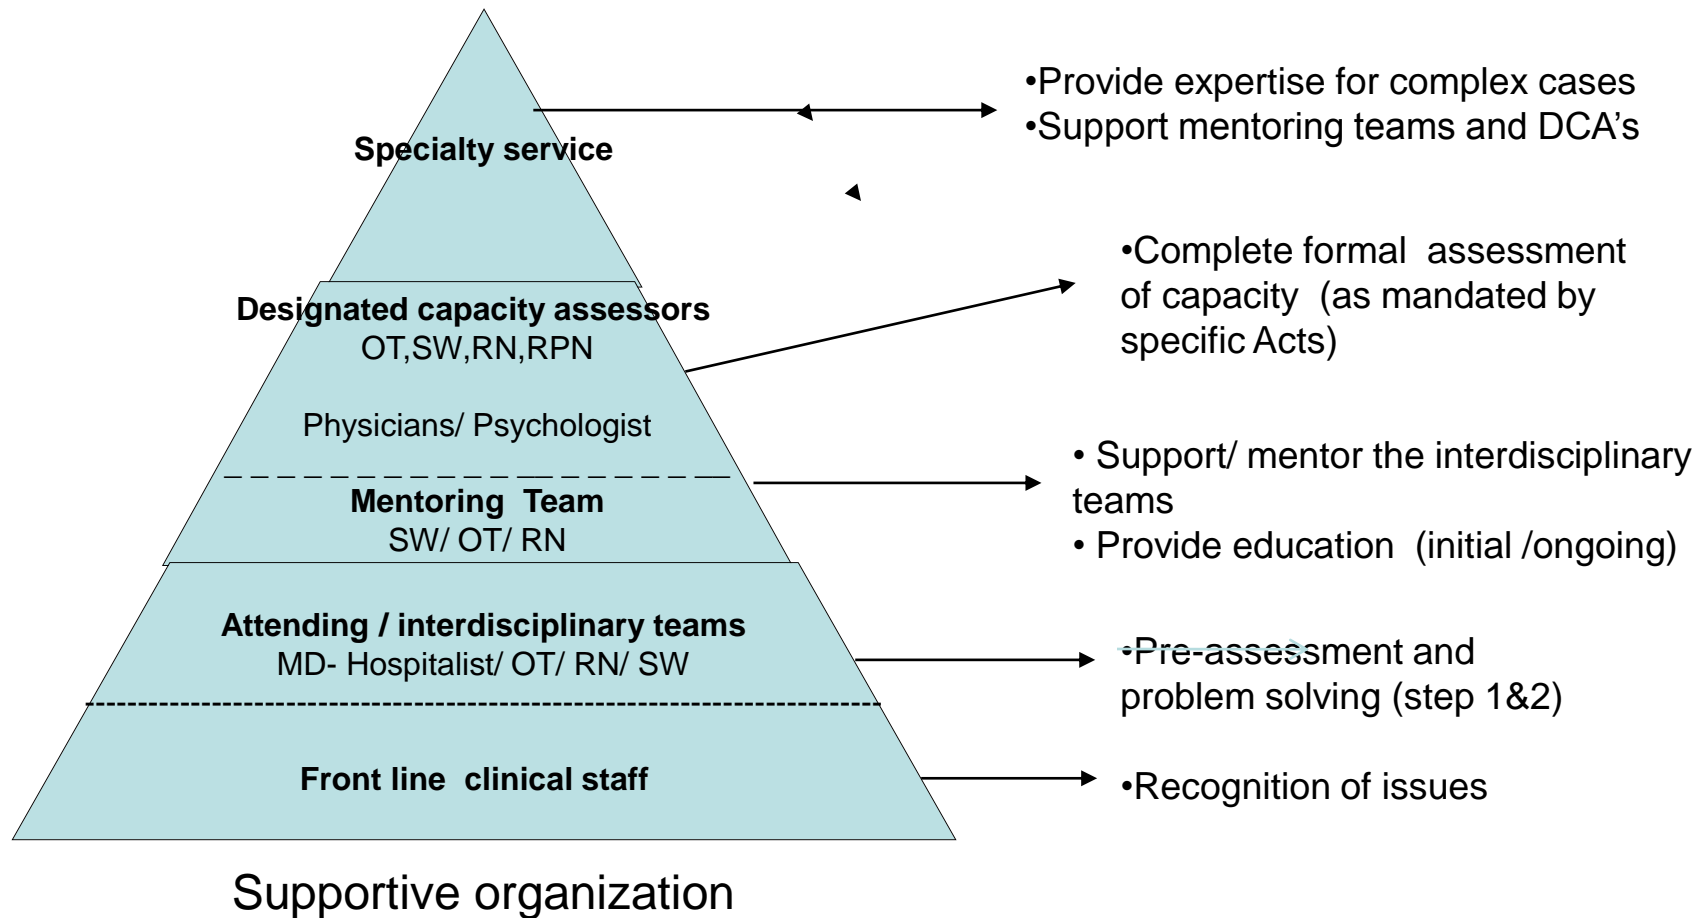 •Provide expertise for complex cases
•Support mentoring teams and DCA’s
Specialty service
•Complete formal assessment
of capacity (as mandated by
specific Acts)
Designated capacity assessors
OT,SW,RN,RPN
Physicians/ Psychologist
• Support/ mentor the interdisciplinary
teams
• Provide education (initial /ongoing)
Mentoring Team
SW/ OT/ RN
Attending / interdisciplinary teams
MD- Hospitalist/ OT/ RN/ SW
•Pre-assessment and
problem solving (step 1&2)
Front line clinical staff
•Recognition of issues
Supportive organization